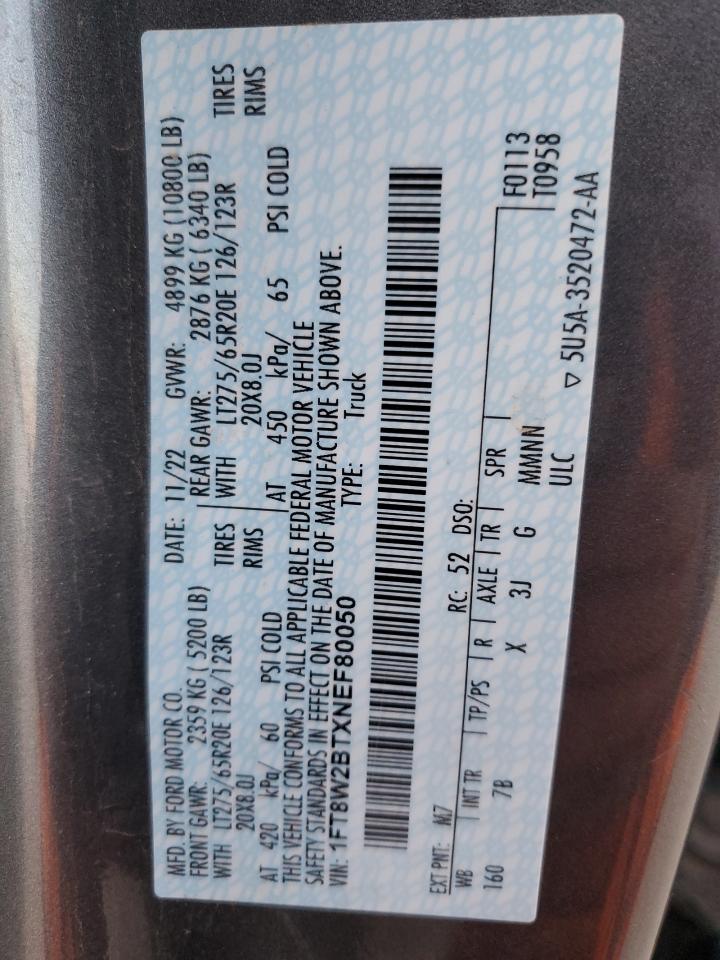 MFD. BY FORD MOTOR CO.
DATE: 11/22 GVWR: 4899 KG (10800 LB)
FRONT GAWR: 2359 KG ( 5200 LB) REAR GAWR: 2876 KG ( 6340 LB)
WITH LT275/65R20E 126/123R TIRES WITH LT275/65R20E 126/123R TIRES
20X8.0J RIMS 20X8.0J RIMS
AT 420 kPa/ 60 PSI COLD AT 450 kPa/ 65 PSI COLD
THIS VEHICLE CONFORMS TO ALL APPLICABLE FEDERAL MOTOR VEHICLE
SAFETY STANDARDS IN EFFECT ON THE DATE OF MANUFACTURE SHOWN ABOVE.
VIN: 1FT8W2BTXNEF80050 TYPE: Truck
EXT PNT: M7 RC: 52 DSO:
WB INT TR TP/PS R AXLE TR SPR F0113
160 7B X 3J G MMNN T0958
ULC
▽ 5U5A-3520472-AA